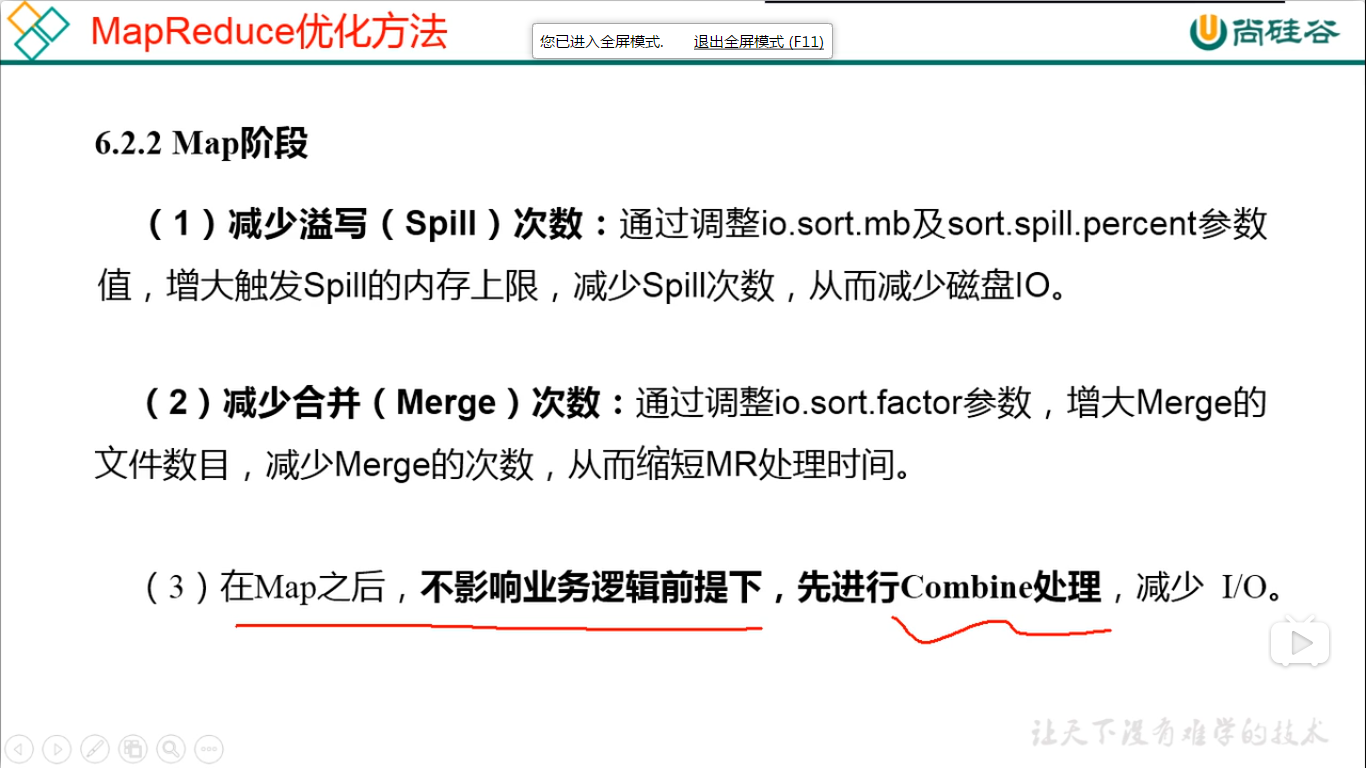 MapReduce优化方法
您已进入全屏模式. 退出全屏模式 (F11)
尚硅谷
6.2.2 Map阶段
（1）减少溢写（Spill）次数：通过调整io.sort.mb及sort.spill.percent参数
值，增大触发Spill的内存上限，减少Spill次数，从而减少磁盘IO。
（2）减少合并（Merge）次数：通过调整io.sort.factor参数，增大Merge的
文件数目，减少Merge的次数，从而缩短MR处理时间。
（3）在Map之后，不影响业务逻辑前提下，先进行Combine处理，减少 I/O。
让天下没有难学的技术